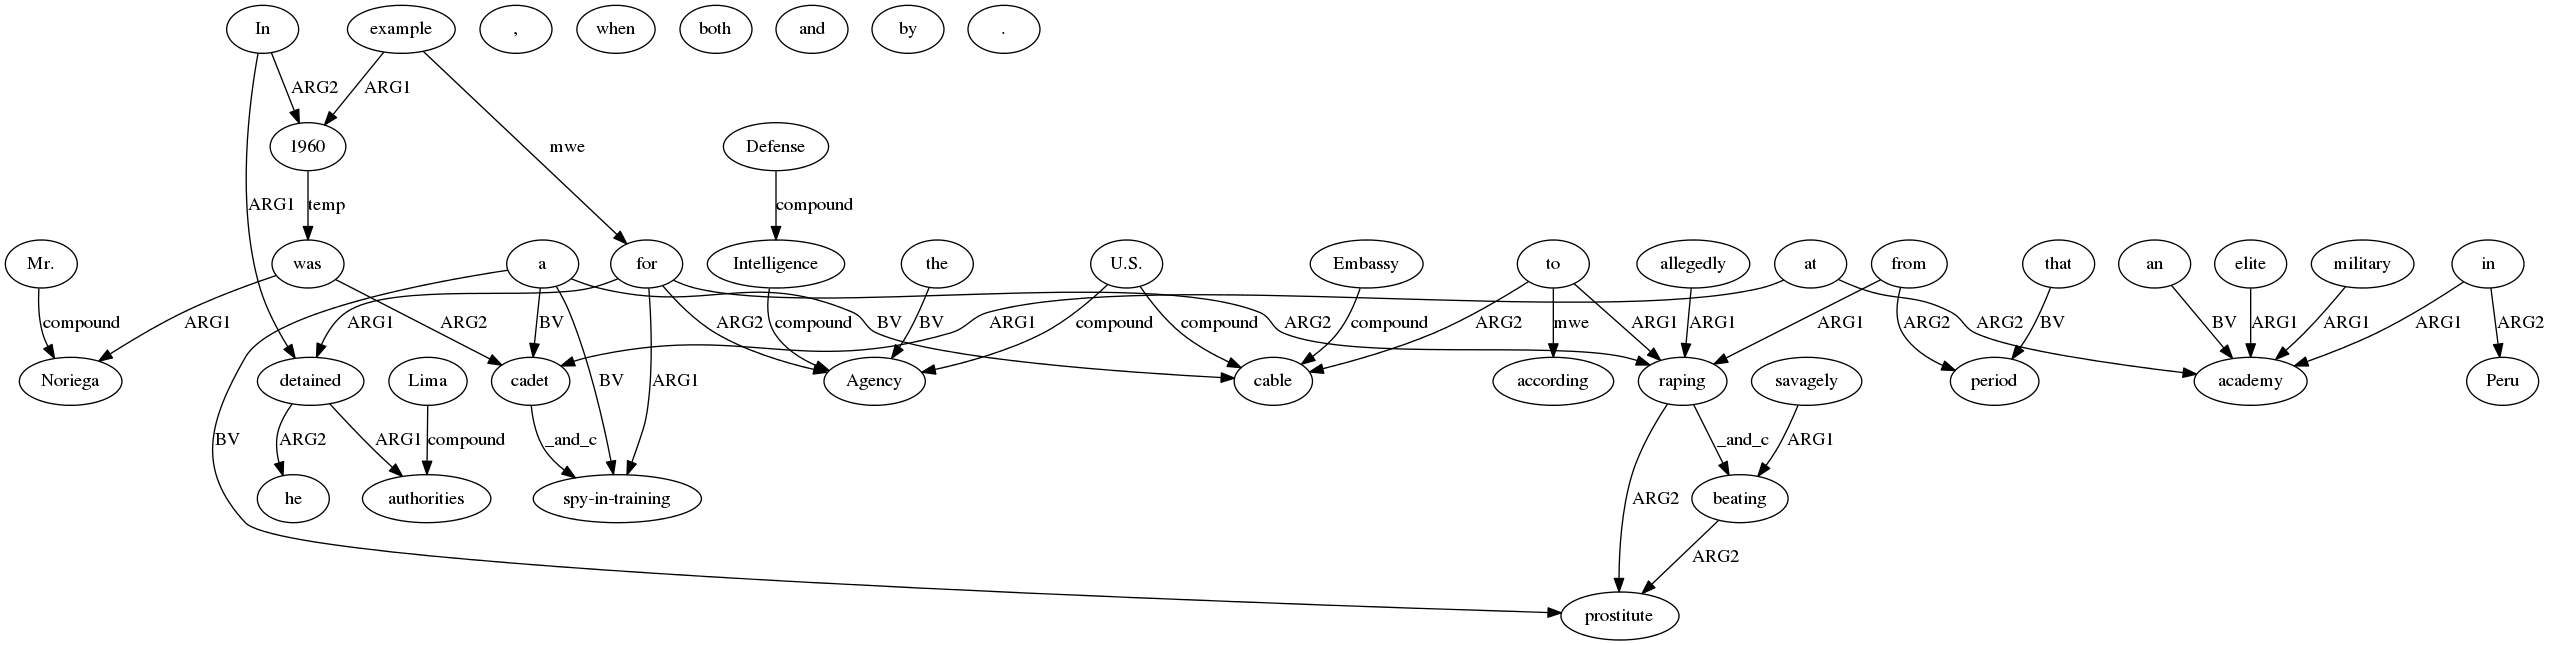 In example , when both and by .
ARG2 ARG1
1960 Defense mwe
ARG1 temp compound
Mr. was a for Intelligence the U.S. Embassy to allegedly at from that an elite military in
compound ARG1 ARG2 BV ARG1 ARG2 compound BV BV ARG1 compound compound ARG2 compound ARG2 mwe ARG1 ARG1 ARG1 ARG2 ARG2 BV BV ARG1 ARG1 ARG1 ARG2
Noriega detained Lima cadet Agency cable according raping savagely period academy Peru
BV ARG2 ARG1 compound _and_c BV ARG1 _and_c ARG1
he authorities spy-in-training ARG2 beating
ARG2
prostitute